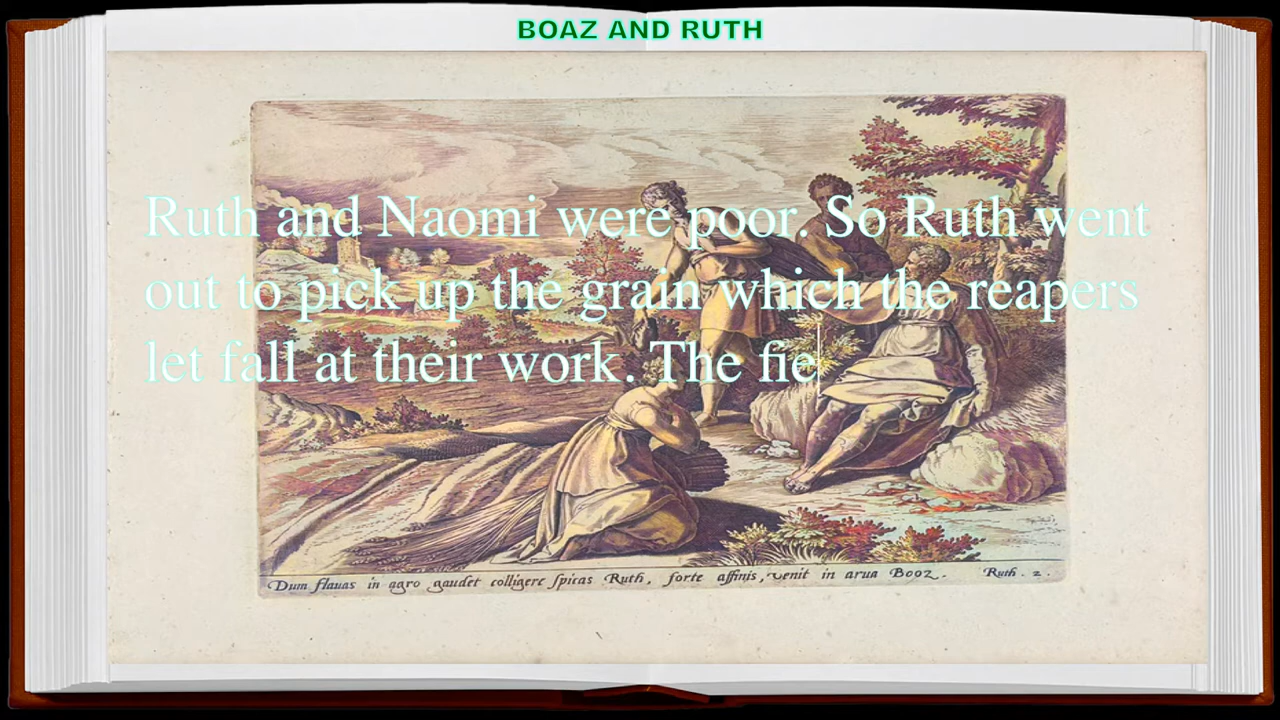 BOAZ AND RUTH
Ruth and Naomi were poor. So Ruth went
out to pick up the grain which the reapers
let fall at their work. The fie
Dum flauas in agro gaudet colligere spicas Ruth, forte affinis, venit in arua Booz. Ruth. 2.